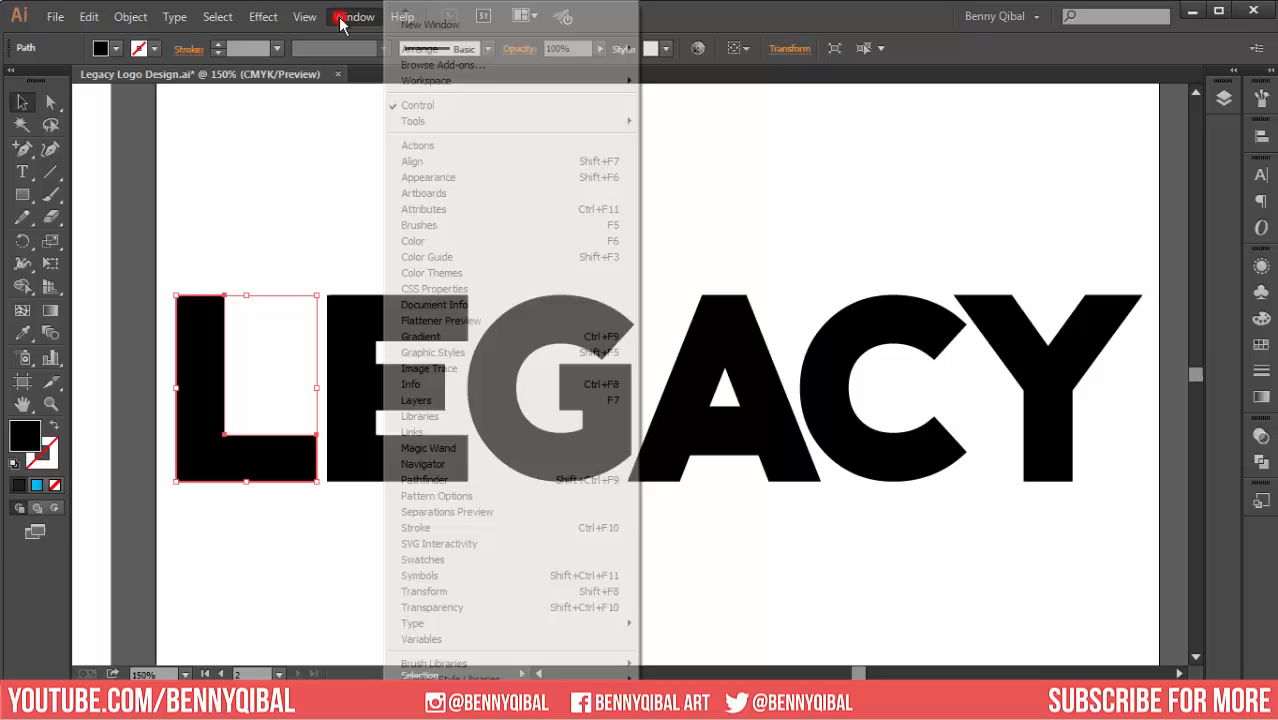 Ai File Edit Object Type Select Effect View Window Help St Benny Qibal
Path Stroke: Basic Opacity: 100% Style:
Legacy Logo Design.ai* @ 150% (CMYK/Preview) ×
New Window
Arrange
Browse Add-ons...
Workspace
Control
Tools
Actions
Align Shift+F7
Appearance Shift+F6
Artboards
Attributes Ctrl+F11
Brushes F5
Color F6
Color Guide Shift+F3
Color Themes
CSS Properties
Document Info
Flattener Preview
Gradient Ctrl+F9
Graphic Styles Shift+F5
Image Trace
Info Ctrl+F8
Layers F7
Libraries
Links
Magic Wand
Navigator
Pathfinder Shift+Ctrl+F9
Pattern Options
Separations Preview
Stroke Ctrl+F10
SVG Interactivity
Swatches
Symbols Shift+Ctrl+F11
Transform Shift+F8
Transparency Shift+Ctrl+F10
Type
Variables
Brush Libraries
LEGACY
150% 2 Selection
YOUTUBE.COM/BENNYQIBAL @BENNYQIBAL BENNYQIBAL ART @BENNYQIBAL SUBSCRIBE FOR MORE